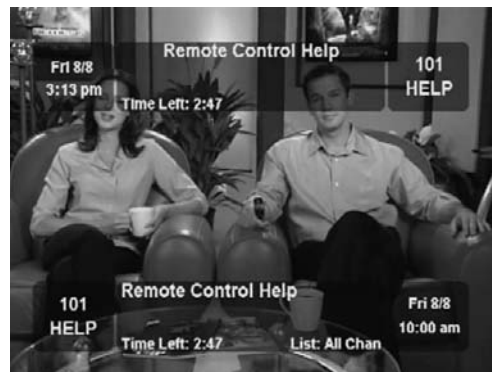 Remote Control Help
Fri 8/8
3:13 pm
Time Left: 2:47
101
HELP
101
HELP
Remote Control Help
Time Left: 2:47
List: All Chan
Fri 8/8
10:00 am